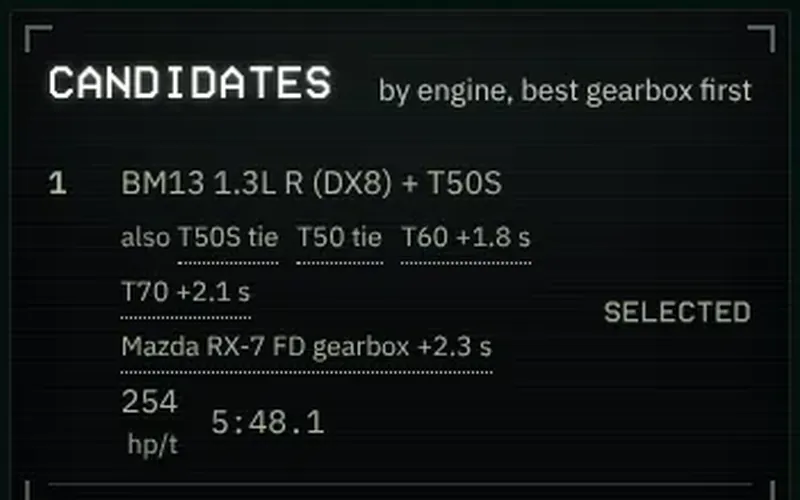 CANDIDATES by engine, best gearbox first
1 BM13 1.3L R (DX8) + T50S
also T50S tie T50 tie T60 +1.8 s
T70 +2.1 s
SELECTED
Mazda RX-7 FD gearbox +2.3 s
254
hp/t
5:48.1